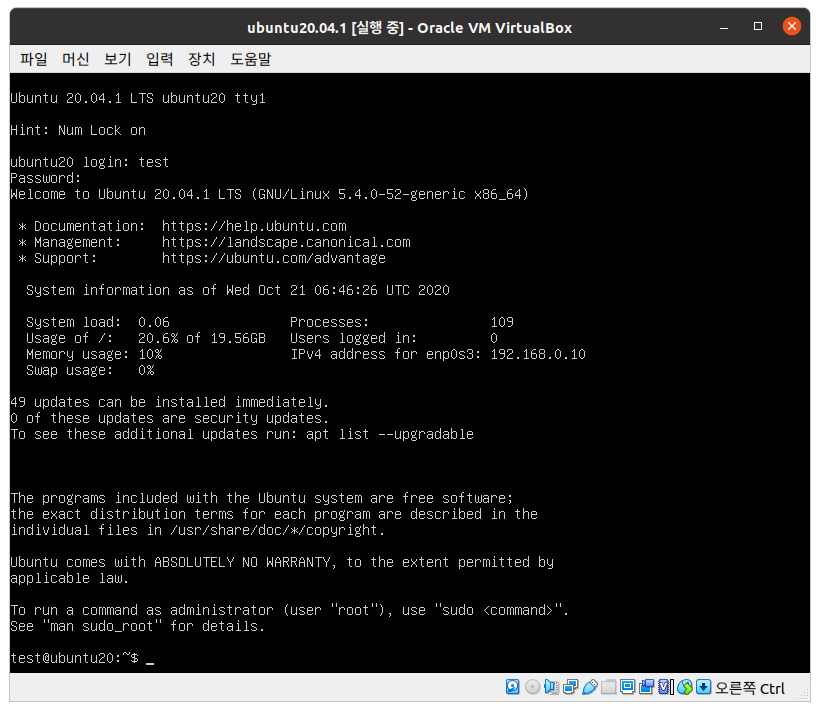 ubuntu20.04.1 [실행 중] - Oracle VM VirtualBox
파일 머신 보기 입력 장치 도움말
Ubuntu 20.04.1 LTS ubuntu20 tty1
Hint: Num Lock on
ubuntu20 login: test
Password:
Welcome to Ubuntu 20.04.1 LTS (GNU/Linux 5.4.0-52-generic x86_64)
* Documentation: https://help.ubuntu.com
* Management: https://landscape.canonical.com
* Support: https://ubuntu.com/advantage
System information as of Wed Oct 21 06:46:26 UTC 2020
System load: 0.06 Processes: 109
Usage of /: 20.6% of 19.56GB Users logged in: 0
Memory usage: 10% IPv4 address for enp0s3: 192.168.0.10
Swap usage: 0%
49 updates can be installed immediately.
0 of these updates are security updates.
To see these additional updates run: apt list --upgradable
The programs included with the Ubuntu system are free software;
the exact distribution terms for each program are described in the
individual files in /usr/share/doc/*/copyright.
Ubuntu comes with ABSOLUTELY NO WARRANTY, to the extent permitted by
applicable law.
To run a command as administrator (user "root"), use "sudo <command>".
See "man sudo_root" for details.
test@ubuntu20:~$ _
오른쪽 Ctrl